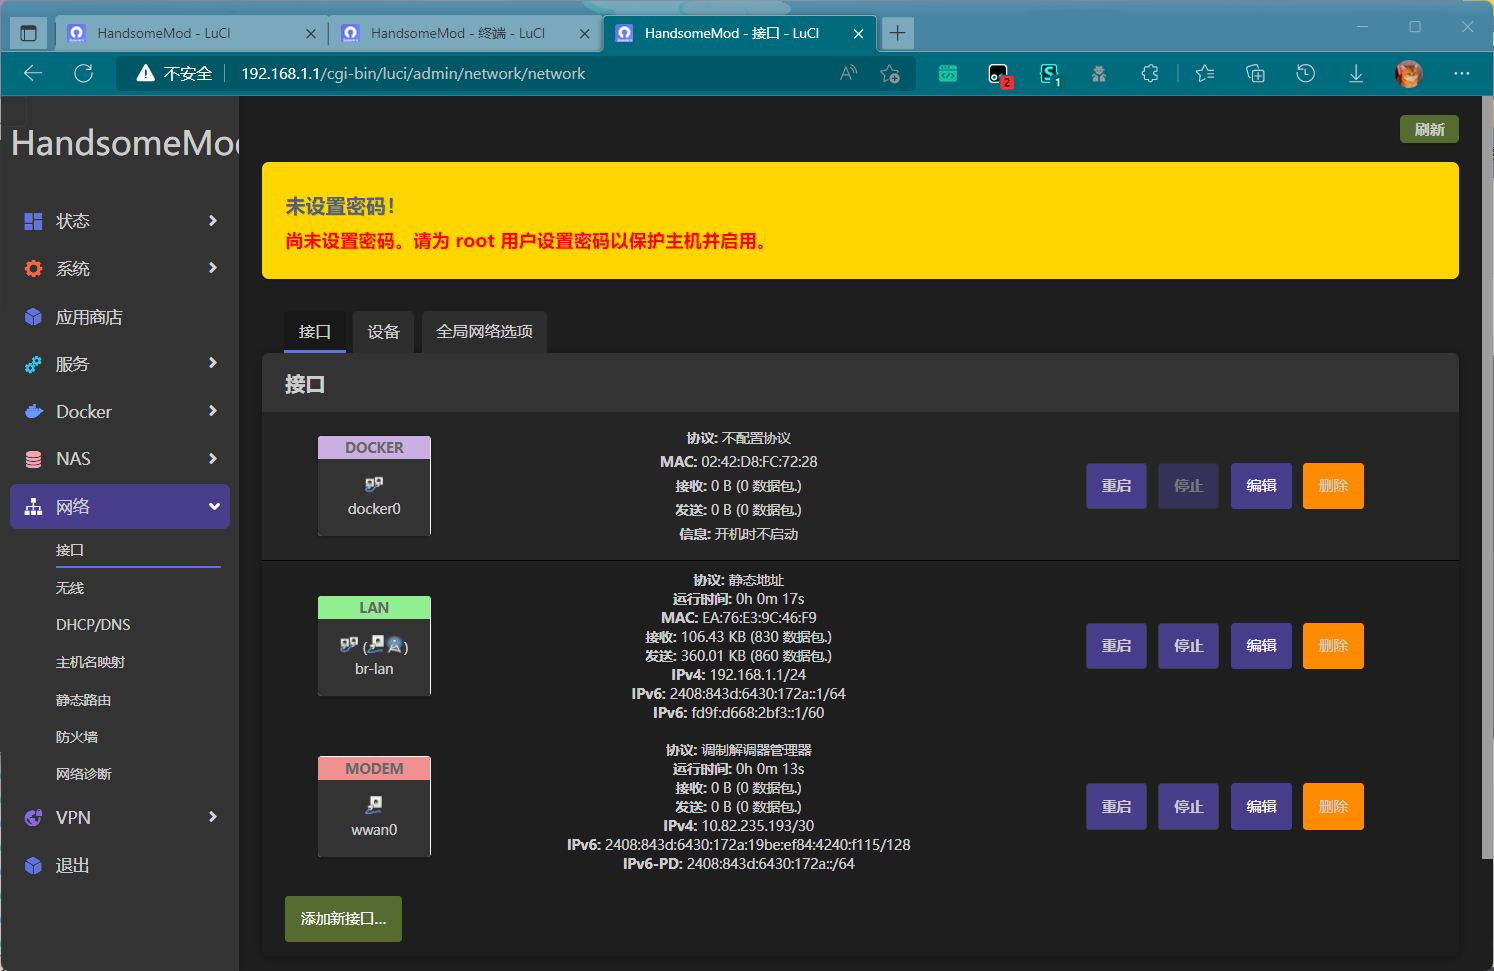 HandsomeMod - LuCI
HandsomeMod - 终端 - LuCI
HandsomeMod - 接口 - LuCI
不安全
192.168.1.1/cgi-bin/luci/admin/network/network
2
1
HandsomeMod
刷新
未设置密码！
尚未设置密码。请为 root 用户设置密码以保护主机并启用。
状态
系统
应用商店
服务
Docker
NAS
网络
接口
无线
DHCP/DNS
主机名映射
静态路由
防火墙
网络诊断
VPN
退出
接口
设备
全局网络选项
接口
DOCKER
docker0
协议: 不配置协议
MAC: 02:42:D8:FC:72:28
接收: 0 B (0 数据包.)
发送: 0 B (0 数据包.)
信息: 开机时不启动
重启
停止
编辑
删除
LAN
( )
br-lan
协议: 静态地址
运行时间: 0h 0m 17s
MAC: EA:76:E3:9C:46:F9
接收: 106.43 KB (830 数据包.)
发送: 360.01 KB (860 数据包.)
IPv4: 192.168.1.1/24
IPv6: 2408:843d:6430:172a::1/64
IPv6: fd9f:d668:2bf3::1/60
重启
停止
编辑
删除
MODEM
wwan0
协议: 调制解调器管理器
运行时间: 0h 0m 13s
接收: 0 B (0 数据包.)
发送: 0 B (0 数据包.)
IPv4: 10.82.235.193/30
IPv6: 2408:843d:6430:172a:19be:ef84:4240:f115/128
IPv6-PD: 2408:843d:6430:172a::/64
重启
停止
编辑
删除
添加新接口...